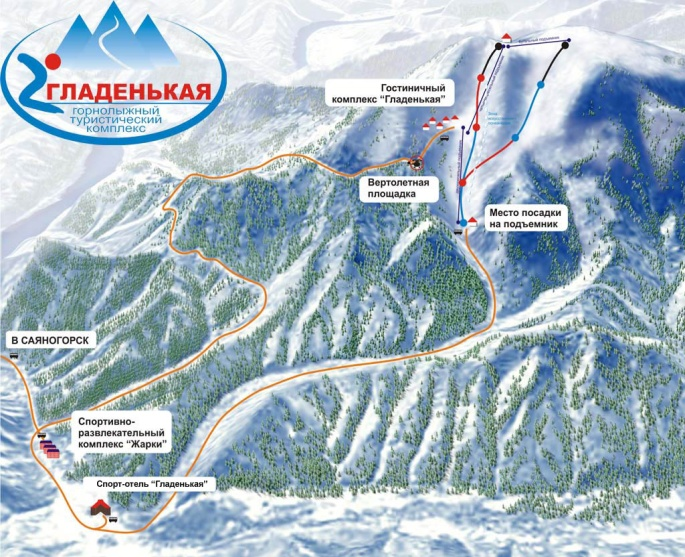 ГЛАДЕНЬКАЯ
ГОРНОЛЫЖНЫЙ
ТУРИСТИЧЕСКИЙ
КОМПЛЕКС
Гостиничный
комплекс "Гладенькая"
Вертолетная
площадка
Место посадки
на подъемник
В САЯНОГОРСК
Спортивно-
развлекательный
комплекс "Жарки"
Спорт-отель "Гладенькая"